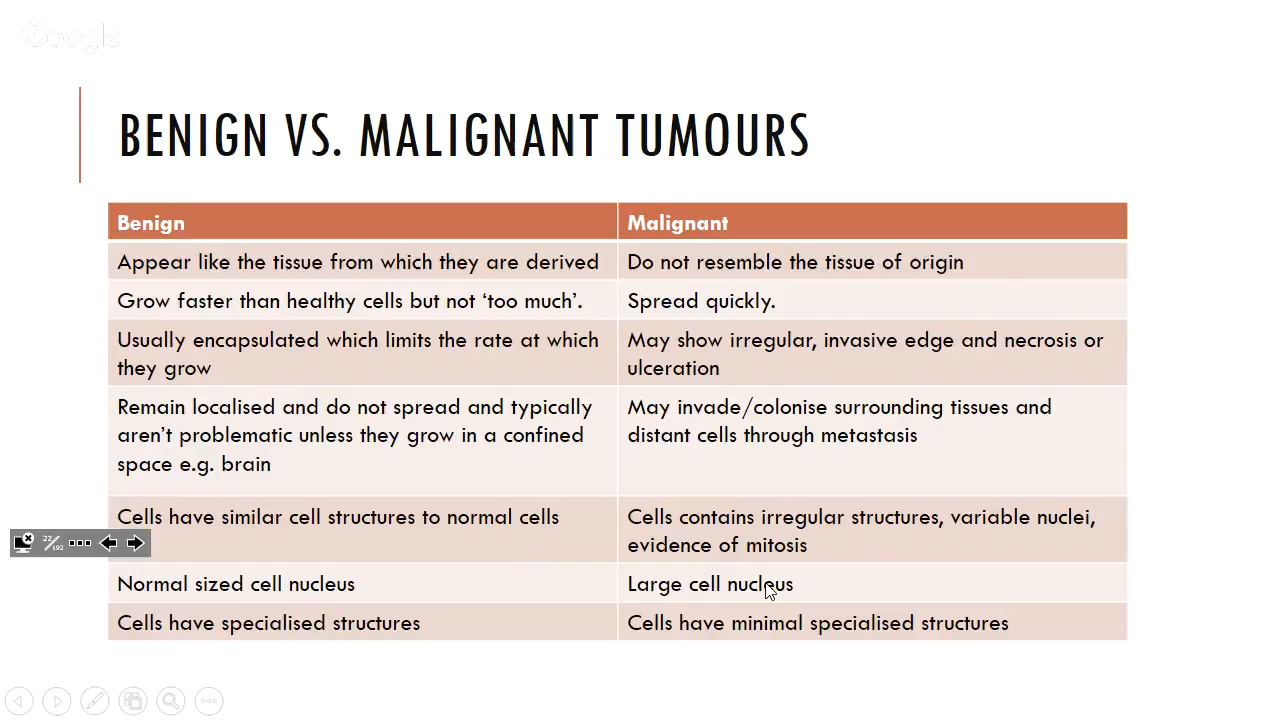 Google
BENIGN VS. MALIGNANT TUMOURS
Benign
Malignant
Appear like the tissue from which they are derived
Do not resemble the tissue of origin
Grow faster than healthy cells but not ‘too much’.
Spread quickly.
Usually encapsulated which limits the rate at which
they grow
May show irregular, invasive edge and necrosis or
ulceration
Remain localised and do not spread and typically
aren’t problematic unless they grow in a confined
space e.g. brain
May invade/colonise surrounding tissues and
distant cells through metastasis
Cells have similar cell structures to normal cells
Cells contains irregular structures, variable nuclei,
evidence of mitosis
Normal sized cell nucleus
Large cell nucleus
Cells have specialised structures
Cells have minimal specialised structures
22/192